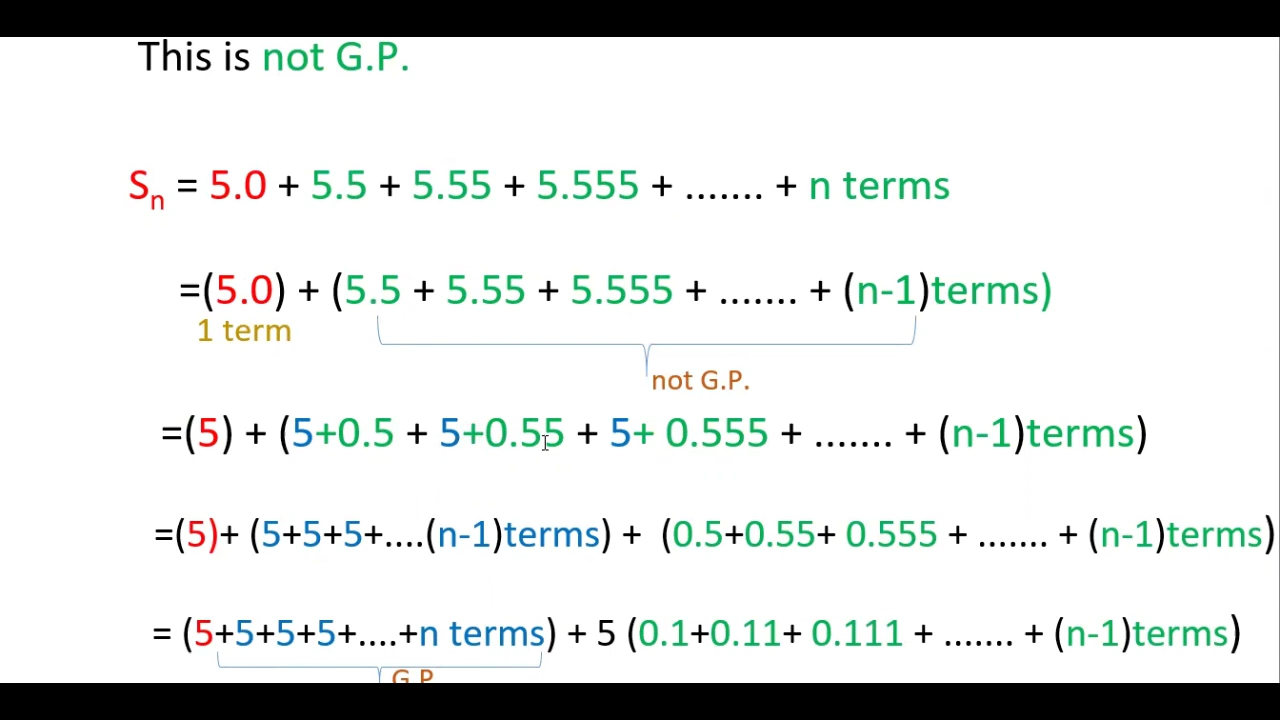 This is not G.P.
Sn = 5.0 + 5.5 + 5.55 + 5.555 + ....... + n terms
=(5.0) + (5.5 + 5.55 + 5.555 + ....... + (n-1)terms)
1 term
not G.P.
=(5) + (5+0.5 + 5+0.55 + 5+ 0.555 + ....... + (n-1)terms)
=(5)+ (5+5+5+....(n-1)terms) + (0.5+0.55+ 0.555 + ....... + (n-1)terms)
= (5+5+5+5+....+n terms) + 5 (0.1+0.11+ 0.111 + ....... + (n-1)terms)
G.P